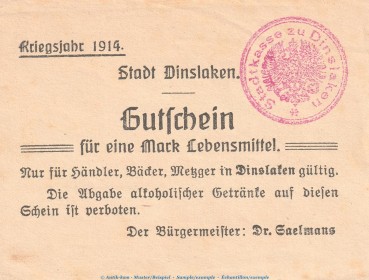 Kriegsjahr 1914.
Stadtkasse zu Dinslaken
Stadt Dinslaken.
Gutschein
für eine Mark Lebensmittel.
Nur für Händler, Bäcker, Metzger in Dinslaken gültig.
Die Abgabe alkoholischer Getränke auf diesen
Schein ist verboten.
Der Bürgermeister: Dr. Saelmans